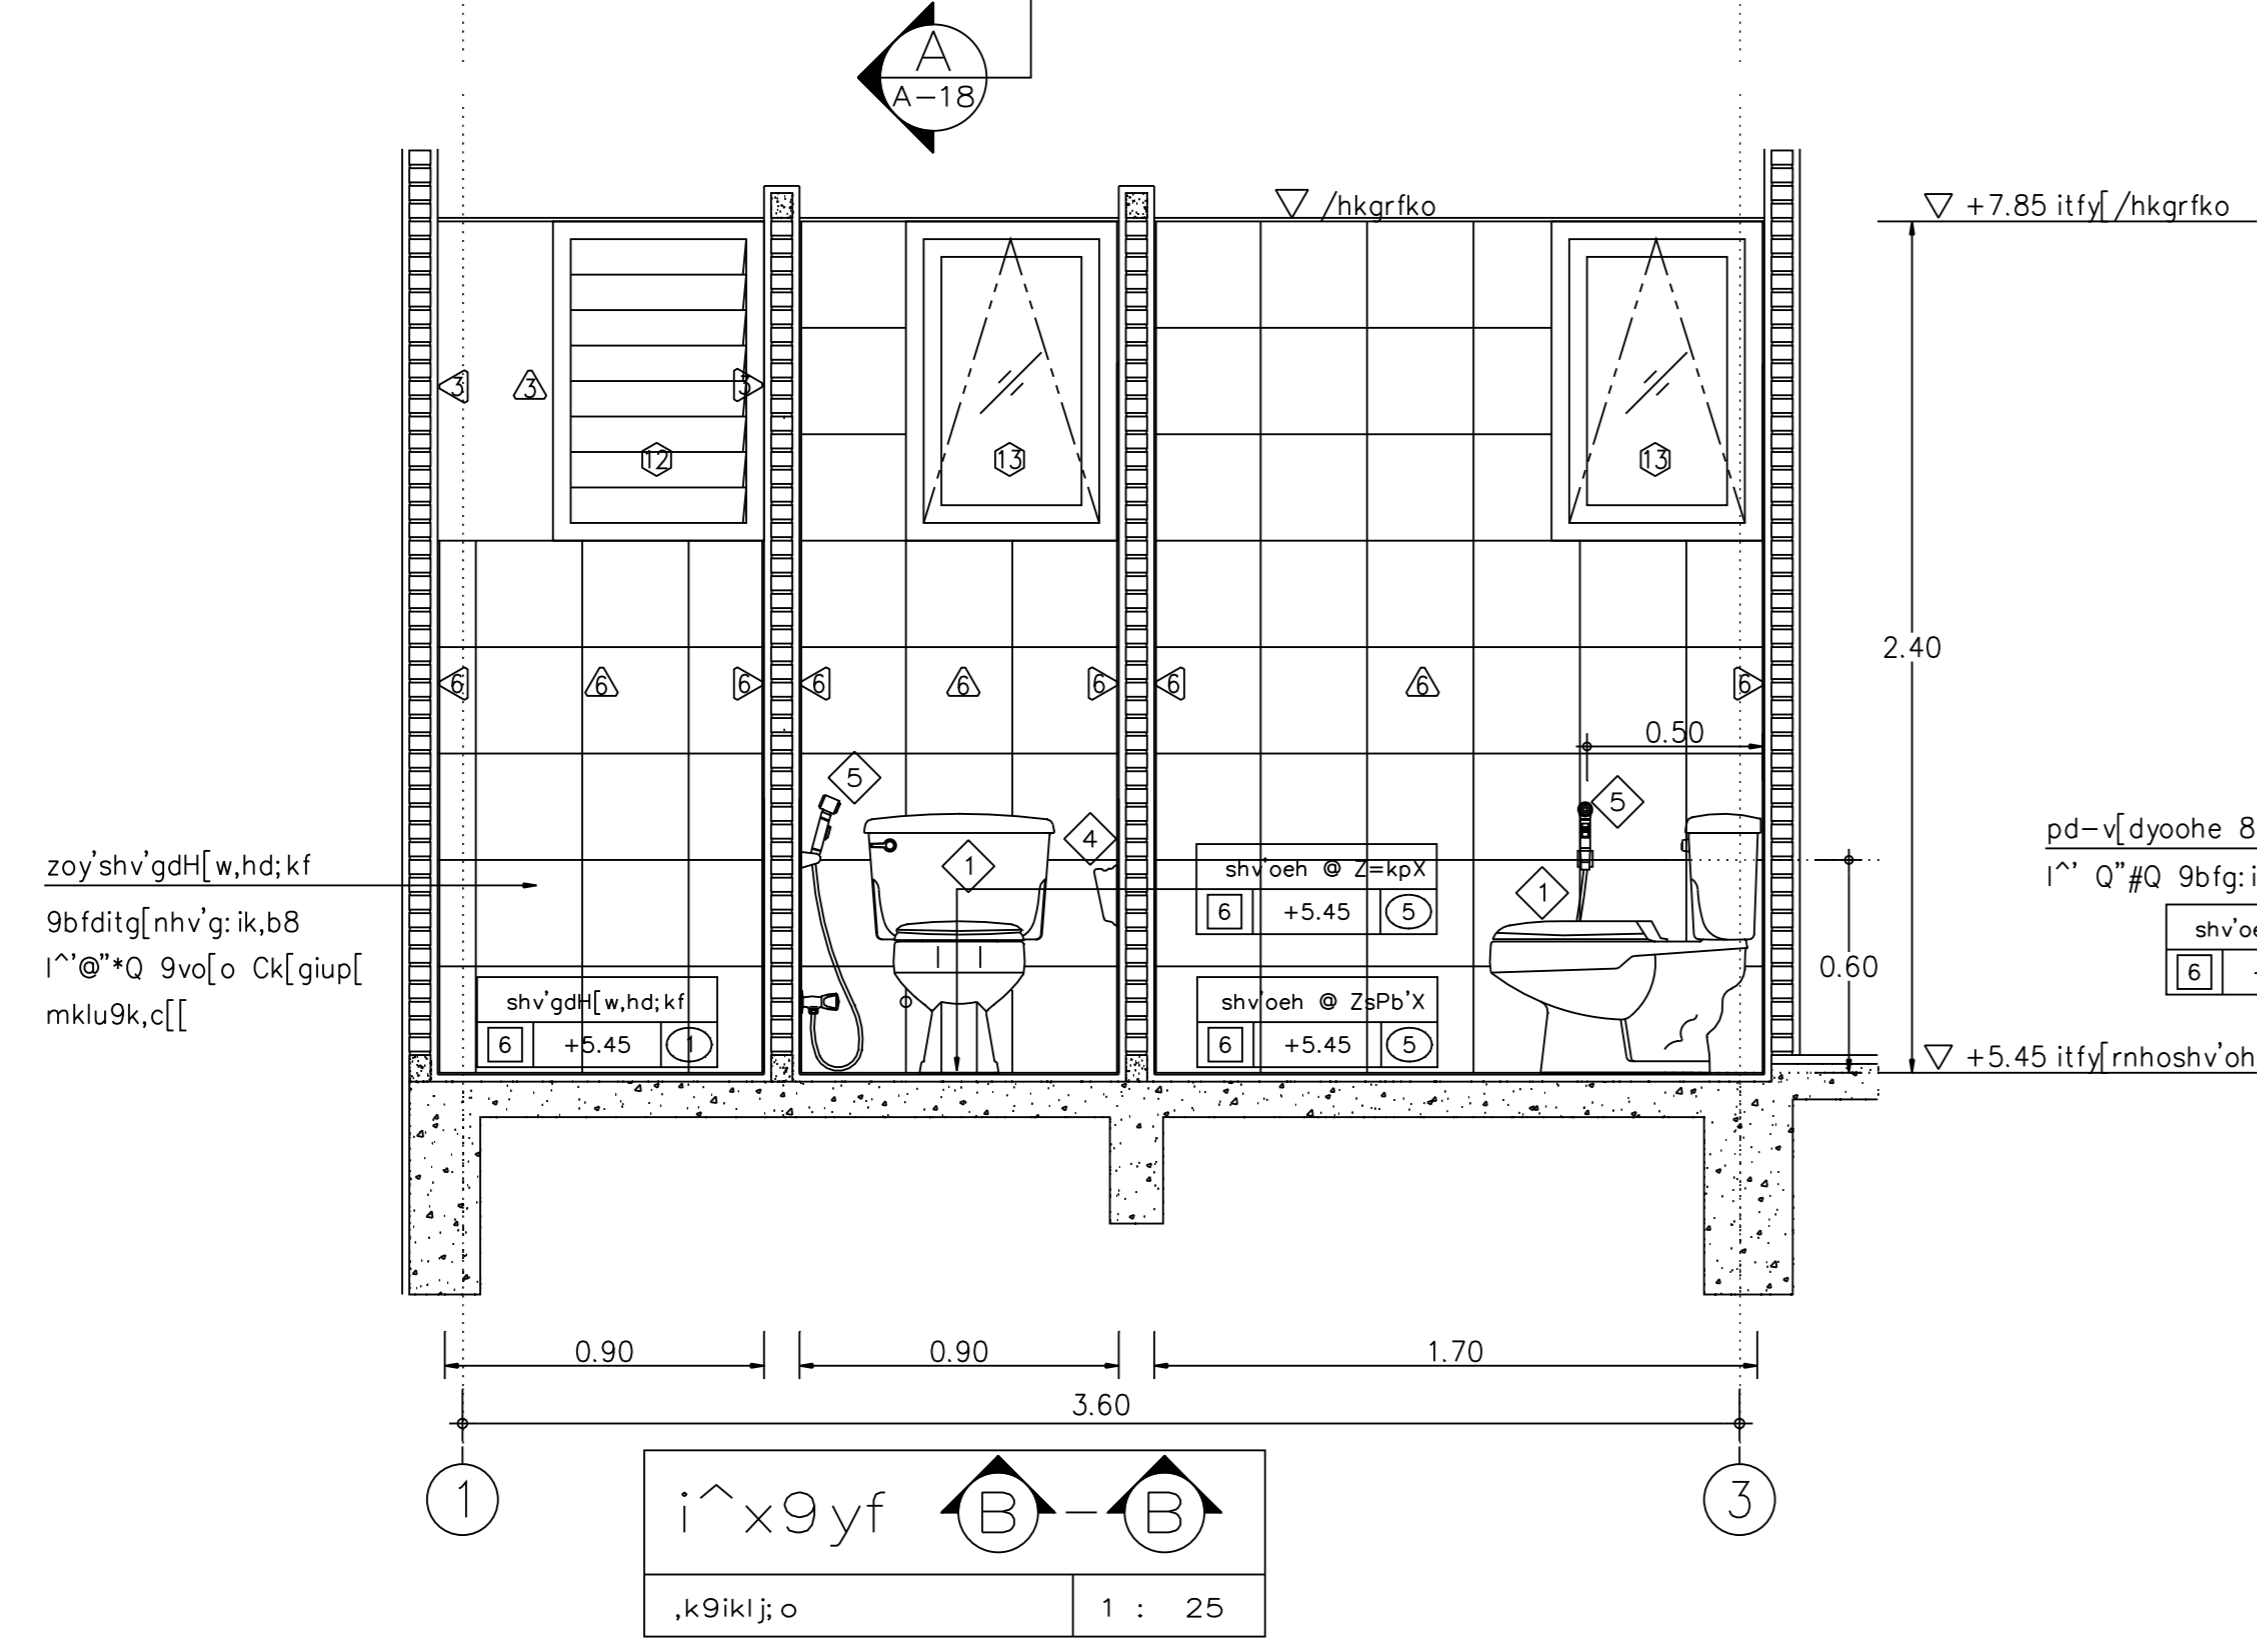 A
A-18
/hkgrfko
+7.85 itfy[/hkgrfko
3
3
3
12
13
13
6
6
6
6
6
6
6
6
6
2.40
0.50
5
5
4
1
1
zoy'shv'gdH[w,hd;kf
9bfditg[nhv'g:ik,b8
l^'@"*Q 9vo[o Ck[giup[
mklu9k,c[[
shv'oeh @ Z=kpX
6 +5.45 5
shv'gdH[w,hd;kf
6 +5.45 1
shv'oeh @ ZsPb'X
6 +5.45 5
0.60
pd-v[dyoohe 8
l^' Q"#Q 9bfg:i
shv'oe
6
+5.45 itfy[rnhoshv'oh
0.90
0.90
1.70
3.60
1
3
i^x9yf B - B
,k9iklj;o 1 : 25